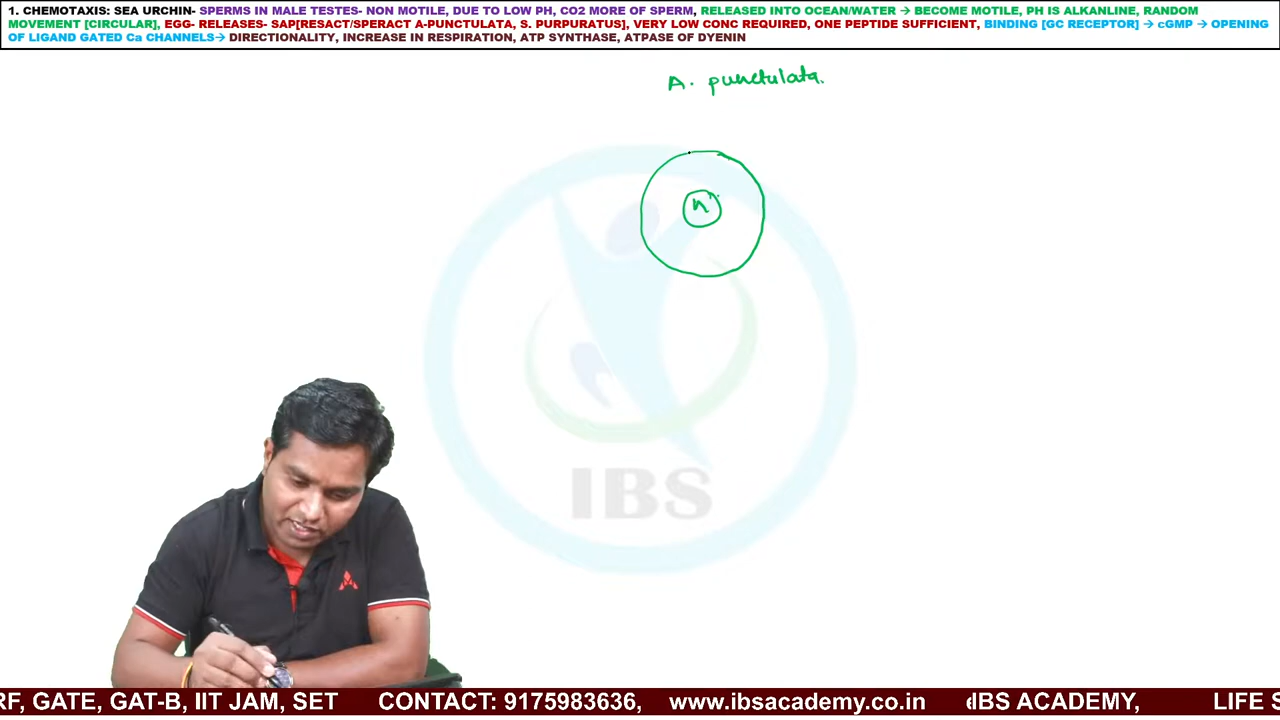 1. CHEMOTAXIS: SEA URCHIN- SPERMS IN MALE TESTES- NON MOTILE, DUE TO LOW PH, CO2 MORE OF SPERM, RELEASED INTO OCEAN/WATER → BECOME MOTILE, PH IS ALKANLINE, RANDOM
MOVEMENT [CIRCULAR], EGG- RELEASES- SAP[RESACT/SPERACT A-PUNCTULATA, S. PURPURATUS], VERY LOW CONC REQUIRED, ONE PEPTIDE SUFFICIENT, BINDING [GC RECEPTOR] → cGMP → OPENING
OF LIGAND GATED Ca CHANNELS→ DIRECTIONALITY, INCREASE IN RESPIRATION, ATP SYNTHASE, ATPASE OF DYENIN
A. punctulata.
n
IBS
RF, GATE, GAT-B, IIT JAM, SET CONTACT: 9175983636, www.ibsacademy.co.in IBS ACADEMY, LIFE S